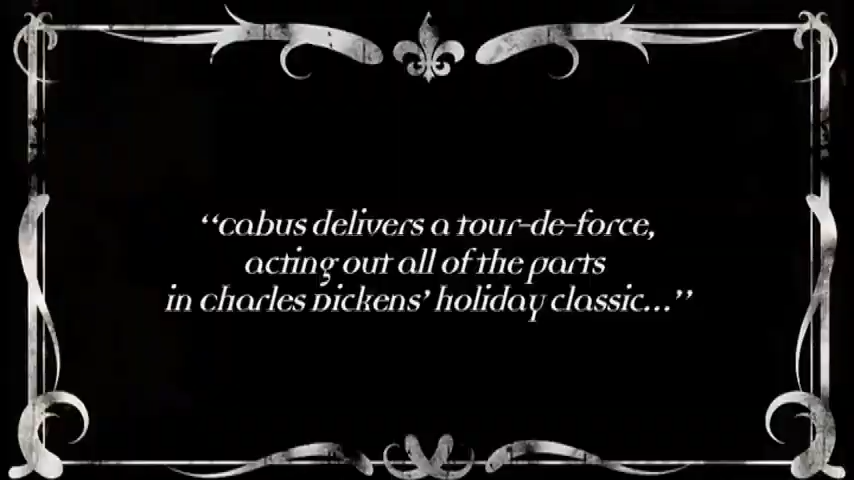 “cabus delivers a tour-de-force,
acting out all of the parts
in charles Dickens’ holiday classic...”